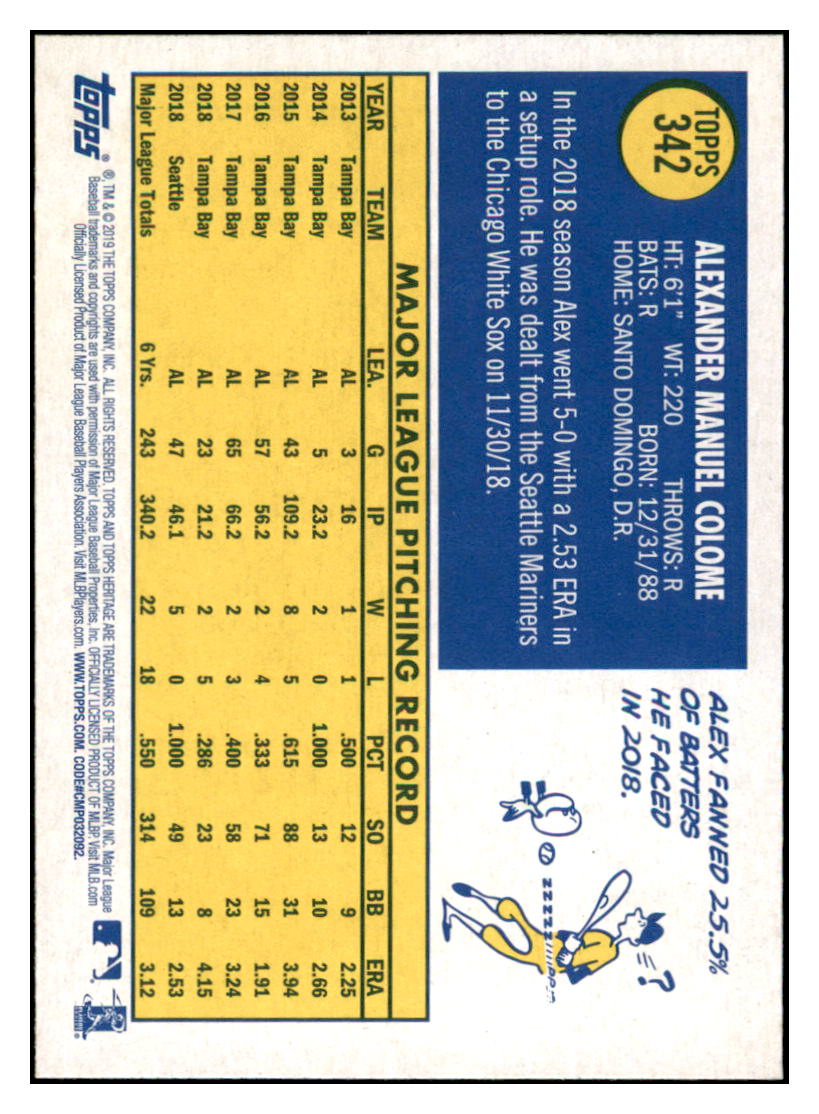 TOPPS
342
ALEXANDER MANUEL COLOME
HT: 6'1" WT: 220 THROWS: R
BATS: R BORN: 12/31/88
HOME: SANTO DOMINGO, D.R.
In the 2018 season Alex went 5-0 with a 2.53 ERA in
a setup role. He was dealt from the Seattle Mariners
to the Chicago White Sox on 11/30/18.
ALEX FANNED 25.5%
OF BATTERS
HE FACED
IN 2018.
= ?
ZZZZZZIIIPP
MAJOR LEAGUE PITCHING RECORD
YEAR TEAM LEA. G IP W L PCT SO BB ERA
2013 Tampa Bay AL 3 16 1 1 .500 12 9 2.25
2014 Tampa Bay AL 5 23.2 2 0 1.000 13 10 2.66
2015 Tampa Bay AL 43 109.2 8 5 .615 88 31 3.94
2016 Tampa Bay AL 57 56.2 2 4 .333 71 15 1.91
2017 Tampa Bay AL 65 66.2 2 3 .400 58 23 3.24
2018 Tampa Bay AL 23 21.2 2 5 .286 23 8 4.15
2018 Seattle AL 47 46.1 5 0 1.000 49 13 2.53
Major League Totals 6 Yrs. 243 340.2 22 18 .550 314 109 3.12
topps®
®, TM & © 2019 THE TOPPS COMPANY, INC. ALL RIGHTS RESERVED. TOPPS AND TOPPS HERITAGE ARE TRADEMARKS OF THE TOPPS COMPANY, INC. Major League
Baseball trademarks and copyrights are used with permission of Major League Baseball Properties, Inc. OFFICIALLY LICENSED PRODUCT OF MLBP. Visit MLB.com
Officially Licensed Product of Major League Baseball Players Association. Visit MLBPlayers.com. WWW.TOPPS.COM. CODE#CMP032092.